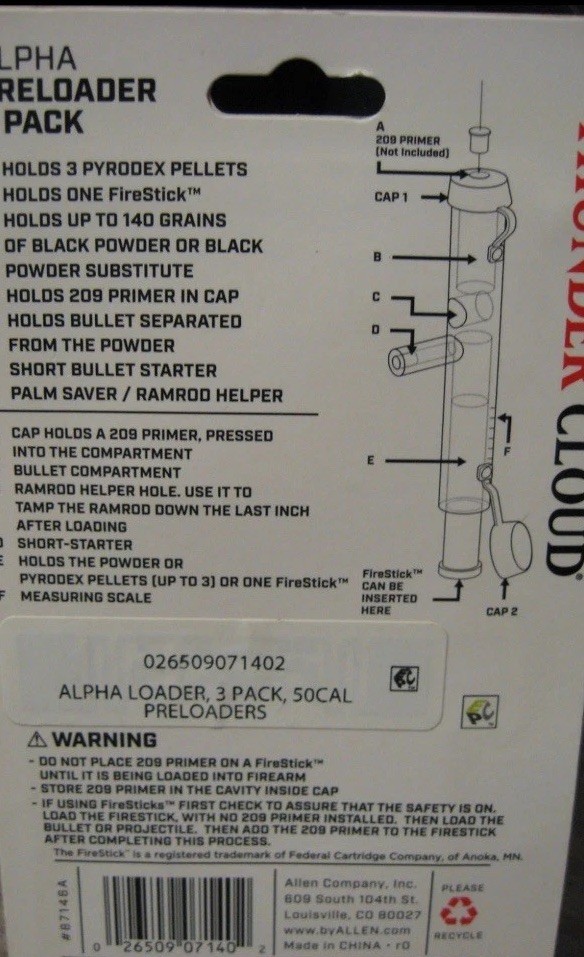 LPHA
RELOADER
PACK
HOLDS 3 PYRODEX PELLETS
HOLDS ONE FireStick™
HOLDS UP TO 140 GRAINS
OF BLACK POWDER OR BLACK
POWDER SUBSTITUTE
HOLDS 209 PRIMER IN CAP
HOLDS BULLET SEPARATED
FROM THE POWDER
SHORT BULLET STARTER
PALM SAVER / RAMROD HELPER
CAP HOLDS A 209 PRIMER, PRESSED
INTO THE COMPARTMENT
BULLET COMPARTMENT
RAMROD HELPER HOLE. USE IT TO
TAMP THE RAMROD DOWN THE LAST INCH
AFTER LOADING
D SHORT-STARTER
E HOLDS THE POWDER OR
PYRODEX PELLETS (UP TO 3) OR ONE FireStick™
F MEASURING SCALE
A
209 PRIMER
(Not Included)
CAP 1
B
C
D
E
F
FireStick™
CAN BE
INSERTED
HERE
CAP 2
HUNDER CLOUD®
026509071402
ALPHA LOADER, 3 PACK, 50CAL
PRELOADERS
WARNING
- DO NOT PLACE 209 PRIMER ON A FireStick™
UNTIL IT IS BEING LOADED INTO FIREARM
- STORE 209 PRIMER IN THE CAVITY INSIDE CAP
- IF USING FireSticks™ FIRST CHECK TO ASSURE THAT THE SAFETY IS ON.
LOAD THE FIRESTICK, WITH NO 209 PRIMER INSTALLED. THEN LOAD THE
BULLET OR PROJECTILE. THEN ADD THE 209 PRIMER TO THE FIRESTICK
AFTER COMPLETING THIS PROCESS.
The FireStick™ is a registered trademark of Federal Cartridge Company, of Anoka, MN.
#87146A
0 26509 07140 2
Allen Company, Inc.
609 South 104th St.
Louisville, CO 80027
www.byALLEN.com
Made in CHINA · r0
PLEASE
RECYCLE